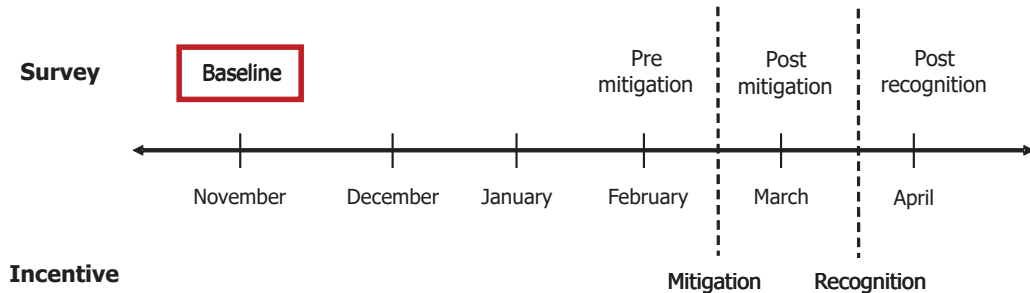 Survey
Baseline
Pre
mitigation
Post
mitigation
Post
recognition
November
December
January
February
March
April
Incentive
Mitigation
Recognition